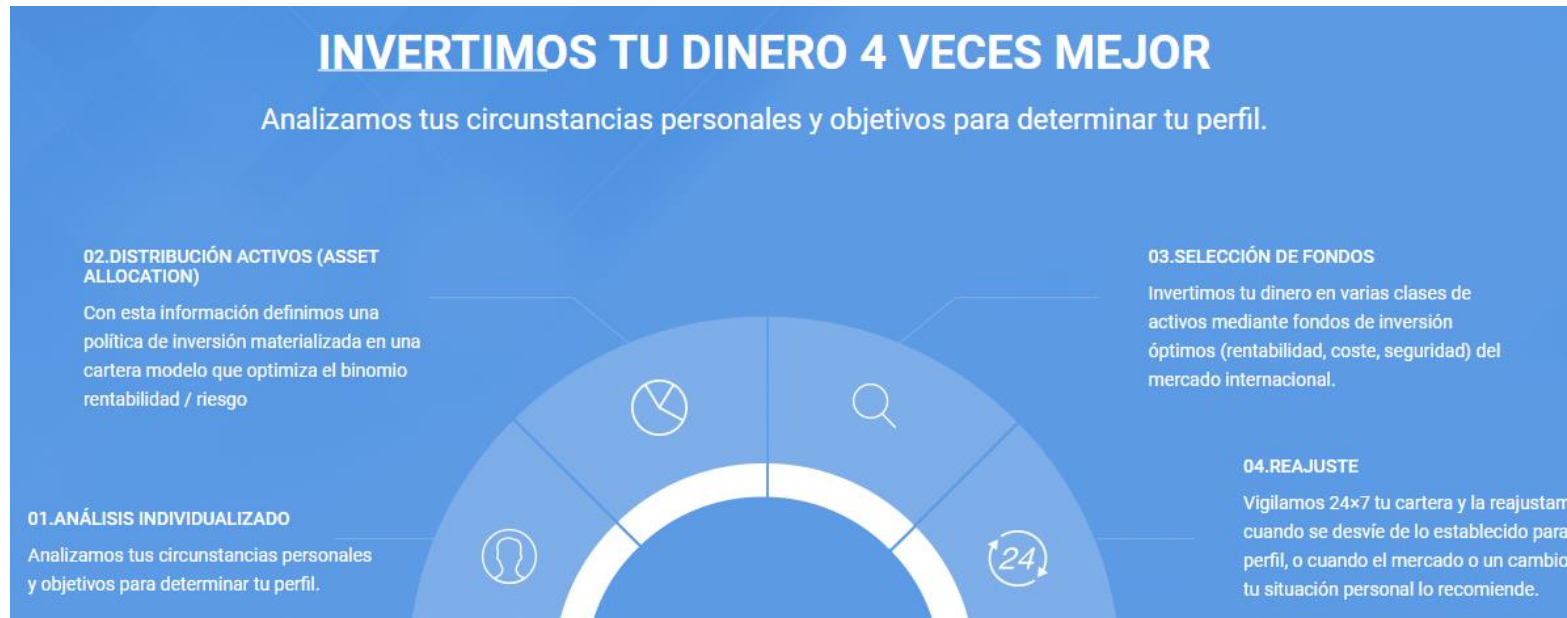 INVERTIMOS TU DINERO 4 VECES MEJOR
Analizamos tus circunstancias personales y objetivos para determinar tu perfil.
02.DISTRIBUCIÓN ACTIVOS (ASSET
ALLOCATION)
Con esta información definimos una
política de inversión materializada en una
cartera modelo que optimiza el binomio
rentabilidad / riesgo
03.SELECCIÓN DE FONDOS
Invertimos tu dinero en varias clases de
activos mediante fondos de inversión
óptimos (rentabilidad, coste, seguridad) del
mercado internacional.
01.ANÁLISIS INDIVIDUALIZADO
Analizamos tus circunstancias personales
y objetivos para determinar tu perfil.
24
04.REAJUSTE
Vigilamos 24×7 tu cartera y la reajustam
cuando se desvíe de lo establecido para
perfil, o cuando el mercado o un cambio
tu situación personal lo recomiende.